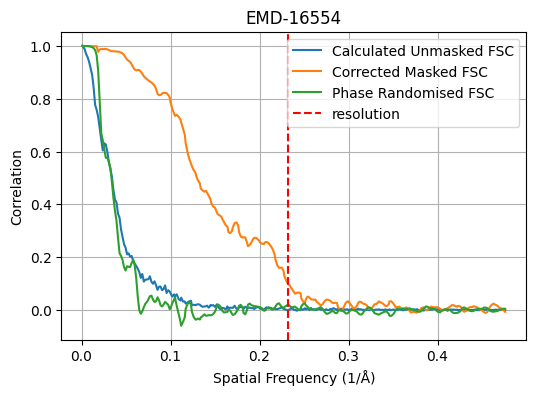 EMD-16554
Calculated Unmasked FSC
Corrected Masked FSC
Phase Randomised FSC
resolution
Correlation
1.0
0.8
0.6
0.4
0.2
0.0
0.0 0.1 0.2 0.3 0.4
Spatial Frequency (1/Å)